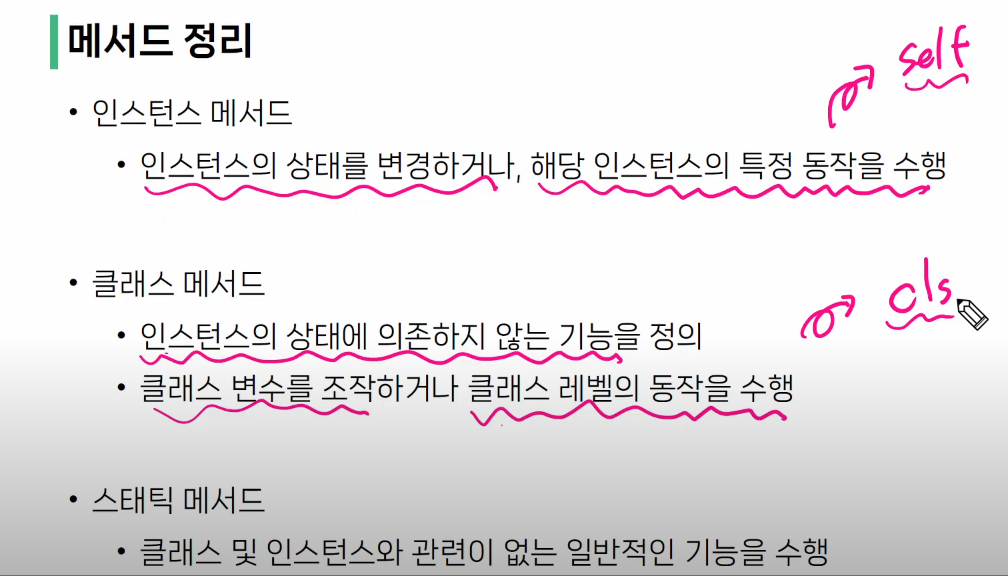 메서드 정리
self
• 인스턴스 메서드
• 인스턴스의 상태를 변경하거나, 해당 인스턴스의 특정 동작을 수행
• 클래스 메서드
cls
• 인스턴스의 상태에 의존하지 않는 기능을 정의
• 클래스 변수를 조작하거나 클래스 레벨의 동작을 수행
• 스태틱 메서드
• 클래스 및 인스턴스와 관련이 없는 일반적인 기능을 수행